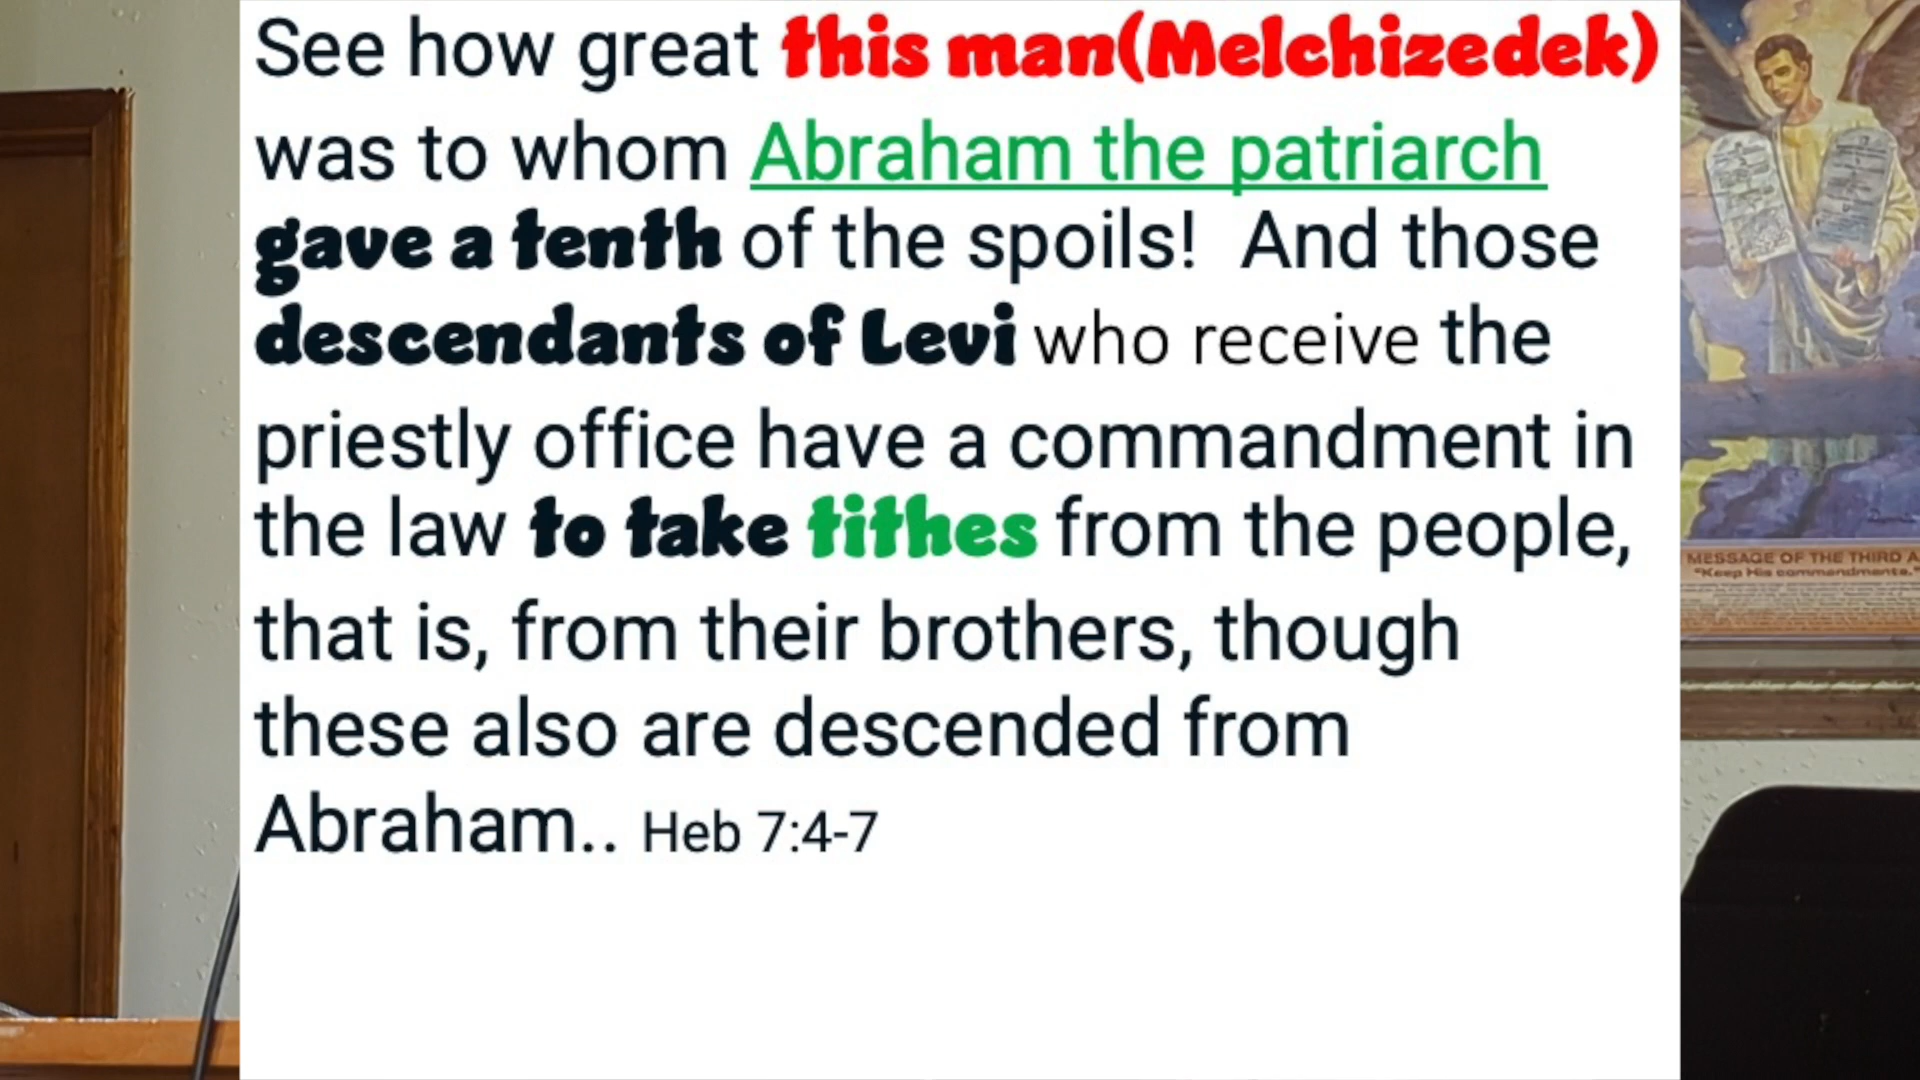 See how great this man(Melchizedek)
was to whom Abraham the patriarch
gave a tenth of the spoils! And those
descendants of Levi who receive the
priestly office have a commandment in
the law to take tithes from the people,
that is, from their brothers, though
these also are descended from
Abraham.. Heb 7:4-7
MESSAGE OF THE THIRD A
"Keep His commandments."